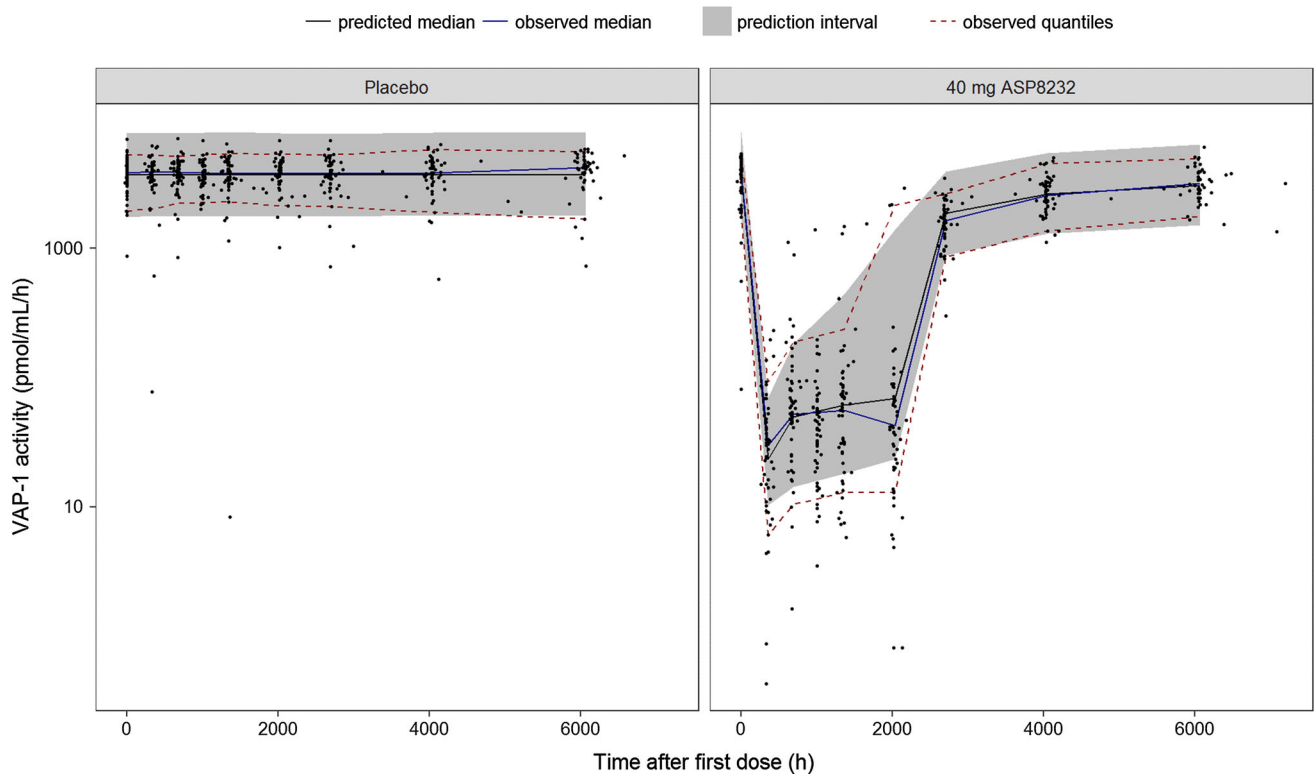 predicted median observed median prediction interval observed quantiles
Placebo 40 mg ASP8232
VAP-1 activity (pmol/mL/h)
1000
10
0 2000 4000 6000 0 2000 4000 6000
Time after first dose (h)